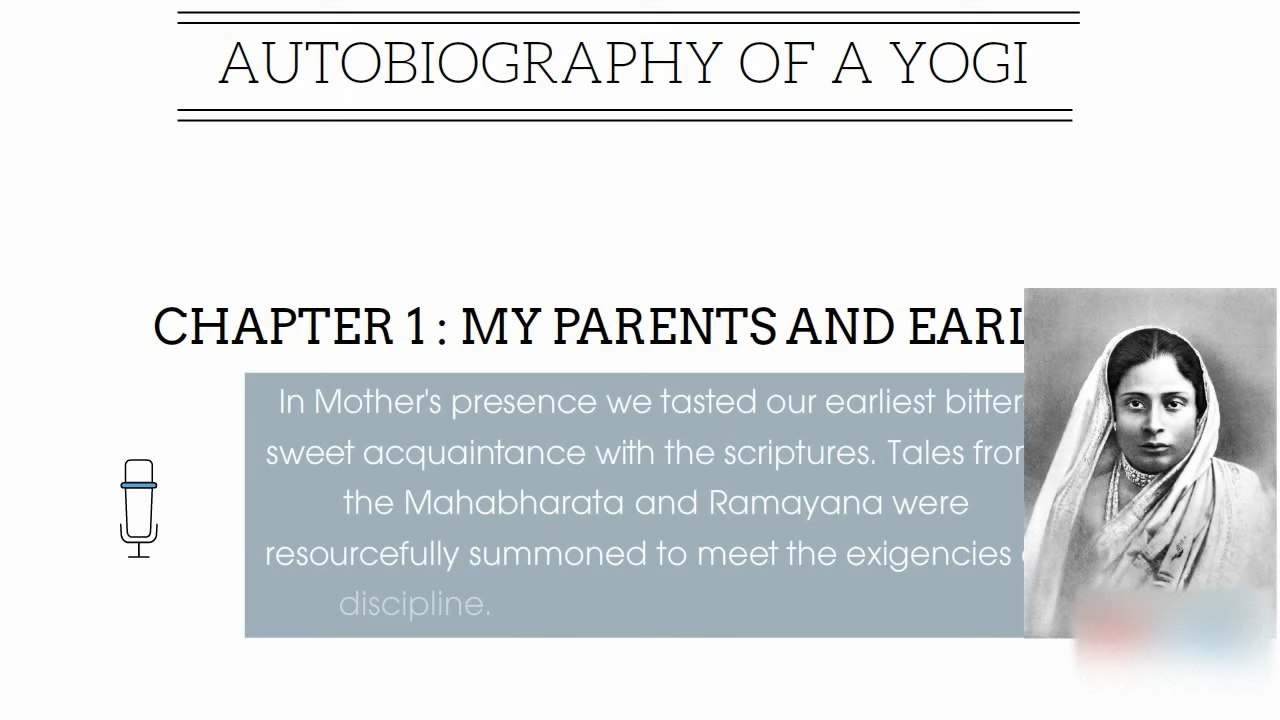 AUTOBIOGRAPHY OF A YOGI
CHAPTER 1 : MY PARENTS AND EARL
In Mother's presence we tasted our earliest bitter
sweet acquaintance with the scriptures. Tales from
the Mahabharata and Ramayana were
resourcefully summoned to meet the exigencies
discipline.